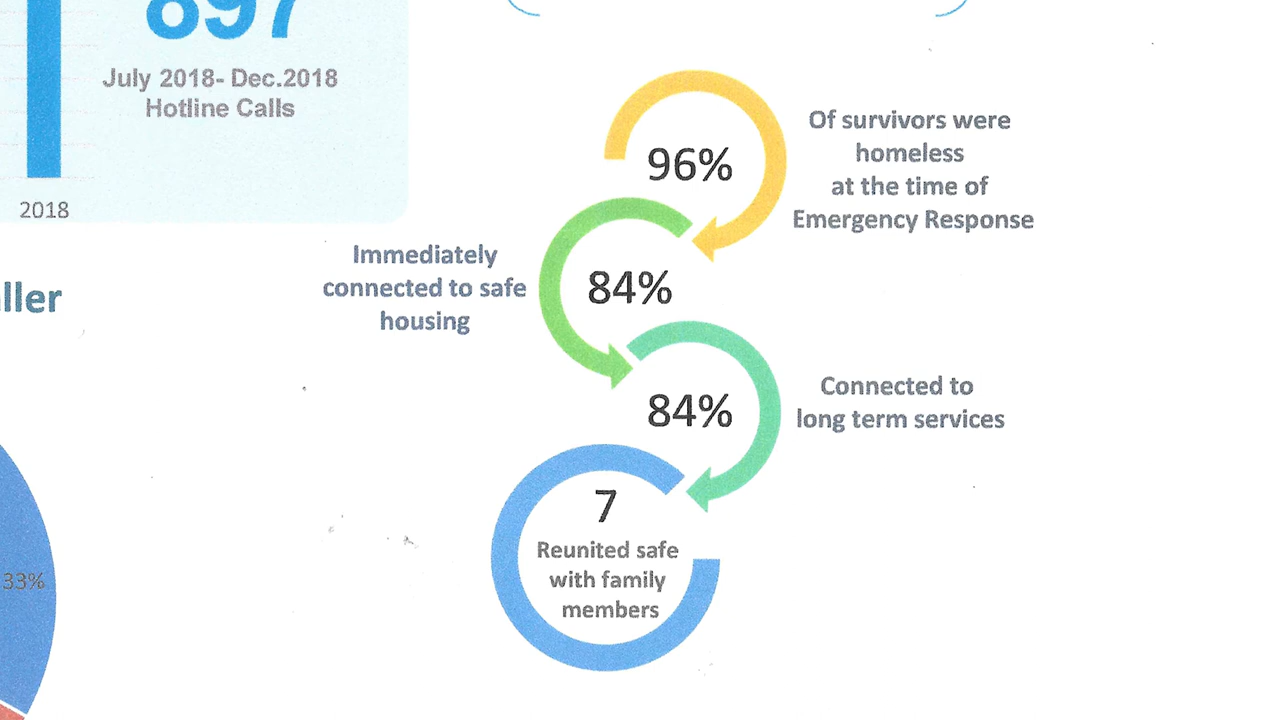 897
July 2018- Dec.2018
Hotline Calls
2018
96%
Of survivors were
homeless
at the time of
Emergency Response
Immediately
connected to safe
housing
84%
84%
Connected to
long term services
7
Reunited safe
with family
members
33%